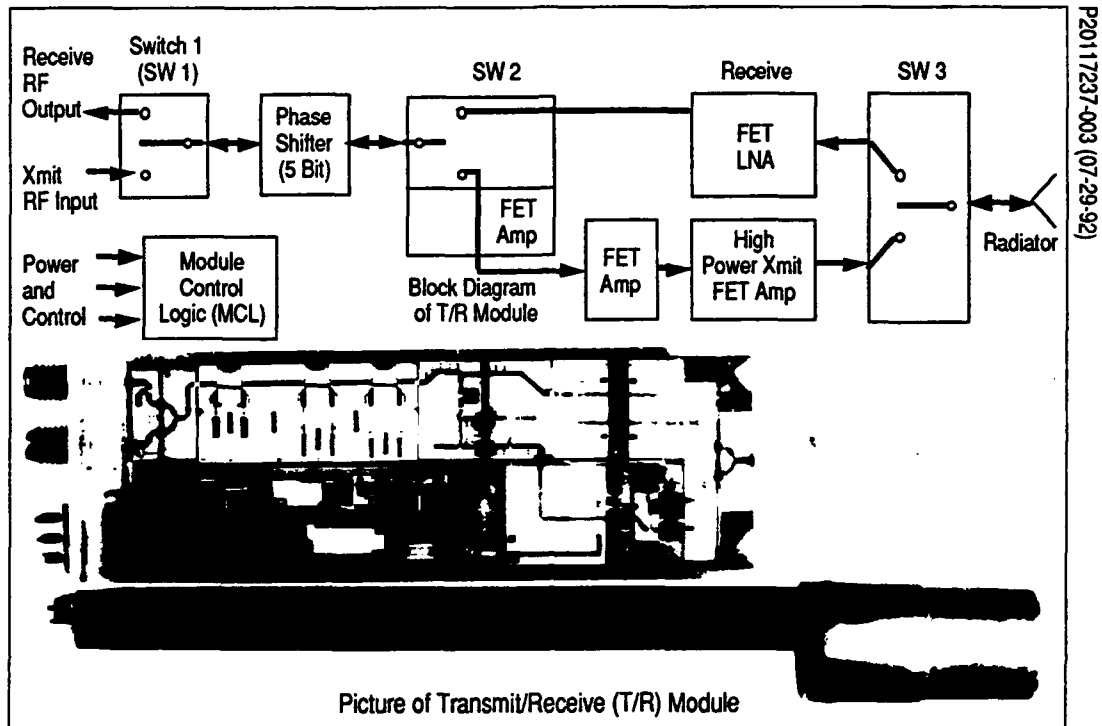 P20117237-003 (07-29-92)
Receive
RF
Output
Switch 1
(SW 1)
Xmit
RF Input
Phase
Shifter
(5 Bit)
SW 2
FET
Amp
Receive
FET
LNA
SW 3
Radiator
FET
Amp
High
Power Xmit
FET Amp
Power
and
Control
Module
Control
Logic (MCL)
Block Diagram
of T/R Module
Picture of Transmit/Receive (T/R) Module